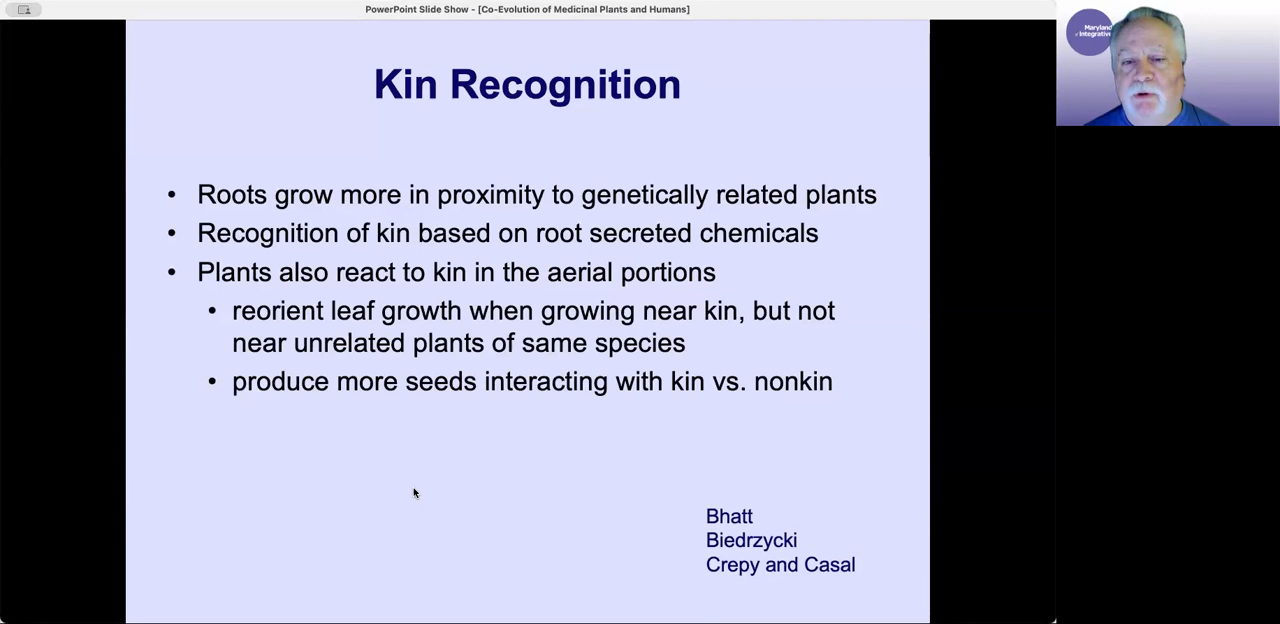 PowerPoint Slide Show - [Co-Evolution of Medicinal Plants and Humans]
Maryland
Integrative
Kin Recognition
• Roots grow more in proximity to genetically related plants
• Recognition of kin based on root secreted chemicals
• Plants also react to kin in the aerial portions
• reorient leaf growth when growing near kin, but not
near unrelated plants of same species
• produce more seeds interacting with kin vs. nonkin
Bhatt
Biedrzycki
Crepy and Casal